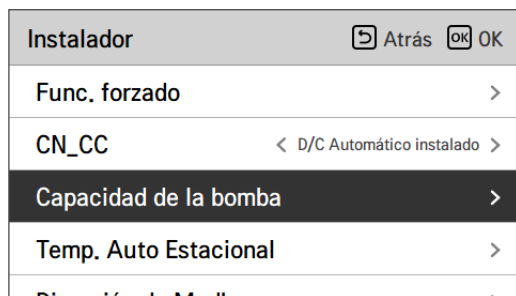 Instalador Atrás OK OK
Func. forzado
CN_CC < D/C Automático instalado >
Capacidad de la bomba >
Temp. Auto Estacional >